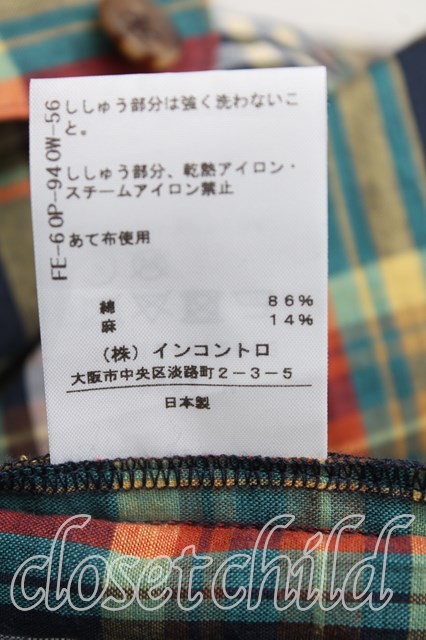 FE-60P-940W-56
ししゅう部分は強く洗わないこ
と。
ししゅう部分、乾熱アイロン・
スチームアイロン禁止
あて布使用
綿 86%
麻 14%
（株）インコントロ
大阪市中央区淡路町2-3-5
日本製
closet child